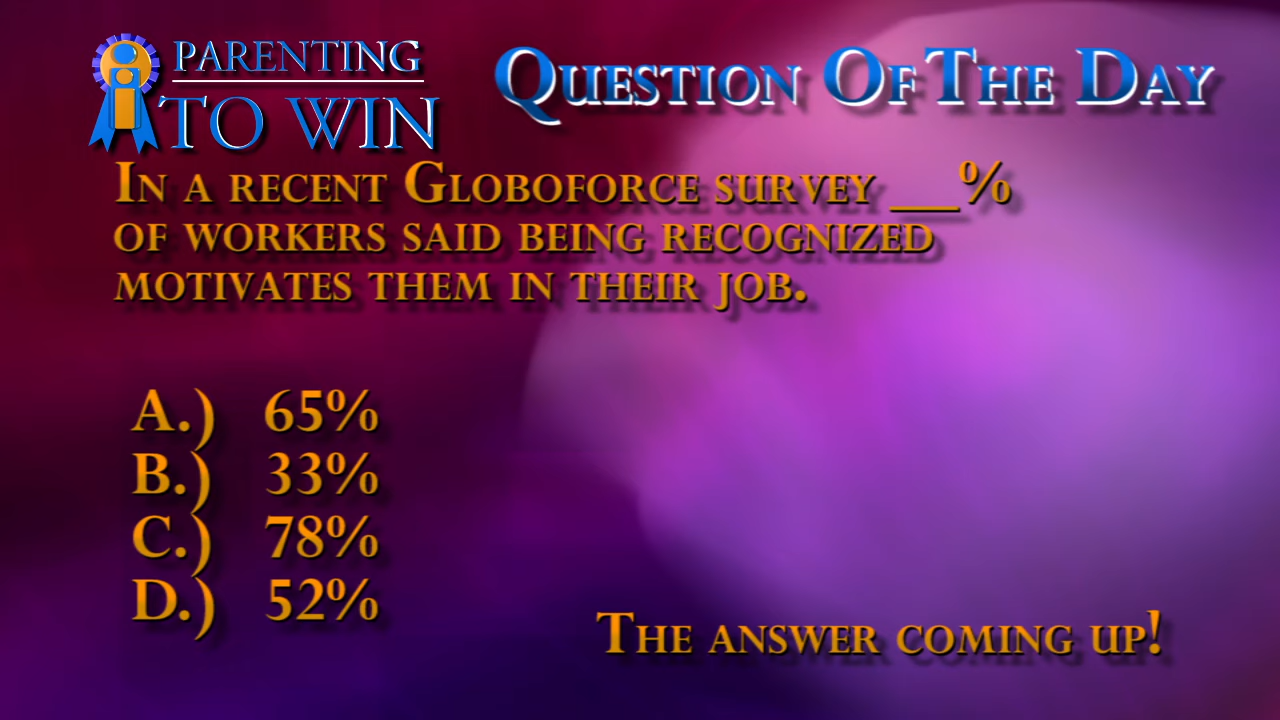 PARENTING
TO WIN
Question Of The Day
In a recent Globoforce survey __%
of workers said being recognized
motivates them in their job.
A.) 65%
B.) 33%
C.) 78%
D.) 52%
The answer coming up!